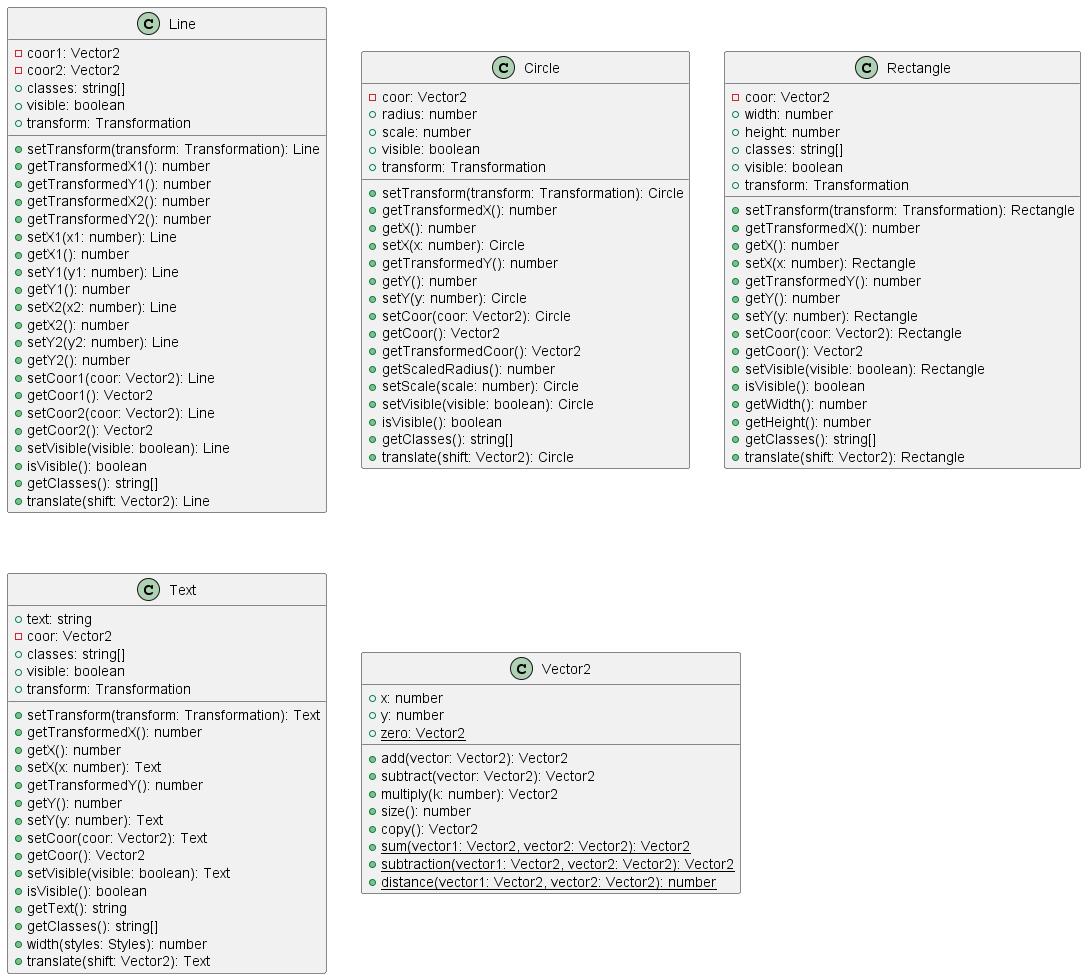 C Line
coor1: Vector2
coor2: Vector2
classes: string[]
visible: boolean
transform: Transformation
setTransform(transform: Transformation): Line
getTransformedX1(): number
getTransformedY1(): number
getTransformedX2(): number
getTransformedY2(): number
setX1(x1: number): Line
getX1(): number
setY1(y1: number): Line
getY1(): number
setX2(x2: number): Line
getX2(): number
setY2(y2: number): Line
getY2(): number
setCoor1(coor: Vector2): Line
getCoor1(): Vector2
setCoor2(coor: Vector2): Line
getCoor2(): Vector2
setVisible(visible: boolean): Line
isVisible(): boolean
getClasses(): string[]
translate(shift: Vector2): Line
C Circle
coor: Vector2
radius: number
scale: number
visible: boolean
transform: Transformation
setTransform(transform: Transformation): Circle
getTransformedX(): number
getX(): number
setX(x: number): Circle
getTransformedY(): number
getY(): number
setY(y: number): Circle
setCoor(coor: Vector2): Circle
getCoor(): Vector2
getTransformedCoor(): Vector2
getScaledRadius(): number
setScale(scale: number): Circle
setVisible(visible: boolean): Circle
isVisible(): boolean
getClasses(): string[]
translate(shift: Vector2): Circle
C Rectangle
coor: Vector2
width: number
height: number
classes: string[]
visible: boolean
transform: Transformation
setTransform(transform: Transformation): Rectangle
getTransformedX(): number
getX(): number
setX(x: number): Rectangle
getTransformedY(): number
getY(): number
setY(y: number): Rectangle
setCoor(coor: Vector2): Rectangle
getCoor(): Vector2
setVisible(visible: boolean): Rectangle
isVisible(): boolean
getWidth(): number
getHeight(): number
getClasses(): string[]
translate(shift: Vector2): Rectangle
C Text
text: string
coor: Vector2
classes: string[]
visible: boolean
transform: Transformation
setTransform(transform: Transformation): Text
getTransformedX(): number
getX(): number
setX(x: number): Text
getTransformedY(): number
getY(): number
setY(y: number): Text
setCoor(coor: Vector2): Text
getCoor(): Vector2
setVisible(visible: boolean): Text
isVisible(): boolean
getText(): string
getClasses(): string[]
width(styles: Styles): number
translate(shift: Vector2): Text
C Vector2
x: number
y: number
zero: Vector2
add(vector: Vector2): Vector2
subtract(vector: Vector2): Vector2
multiply(k: number): Vector2
size(): number
copy(): Vector2
sum(vector1: Vector2, vector2: Vector2): Vector2
subtraction(vector1: Vector2, vector2: Vector2): Vector2
distance(vector1: Vector2, vector2: Vector2): number